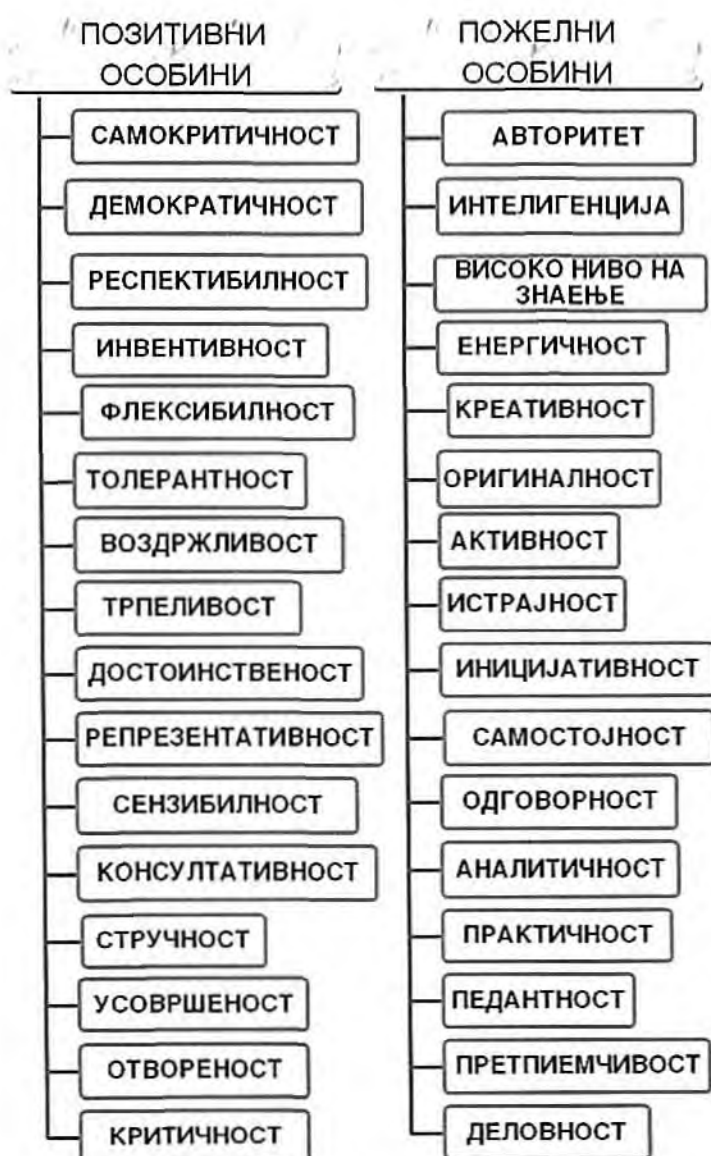 ПОЗИТИВНИ
ОСОБИНИ
САМОКРИТИЧНОСТ
ДЕМОКРАТИЧНОСТ
РЕСПЕКТИБИЛНОСТ
ИНВЕНТИВНОСТ
ФЛЕКСИБИЛНОСТ
ТОЛЕРАНТНОСТ
ВОЗДРЖЛИВОСТ
ТРПЕЛИВОСТ
ДОСТОИНСТВЕНОСТ
РЕПРЕЗЕНТАТИВНОСТ
СЕНЗИБИЛНОСТ
КОНСУЛТАТИВНОСТ
СТРУЧНОСТ
УСОВРШЕНОСТ
ОТВОРЕНОСТ
КРИТИЧНОСТ
ПОЖЕЛНИ
ОСОБИНИ
АВТОРИТЕТ
ИНТЕЛИГЕНЦИЈА
ВИСОКО НИВО НА
ЗНАЕЊЕ
ЕНЕРГИЧНОСТ
КРЕАТИВНОСТ
ОРИГИНАЛНОСТ
АКТИВНОСТ
ИСТРАЈНОСТ
ИНИЦИЈАТИВНОСТ
САМОСТОЈНОСТ
ОДГОВОРНОСТ
АНАЛИТИЧНОСТ
ПРАКТИЧНОСТ
ПЕДАНТНОСТ
ПРЕТПИЕМЧИВОСТ
ДЕЛОВНОСТ